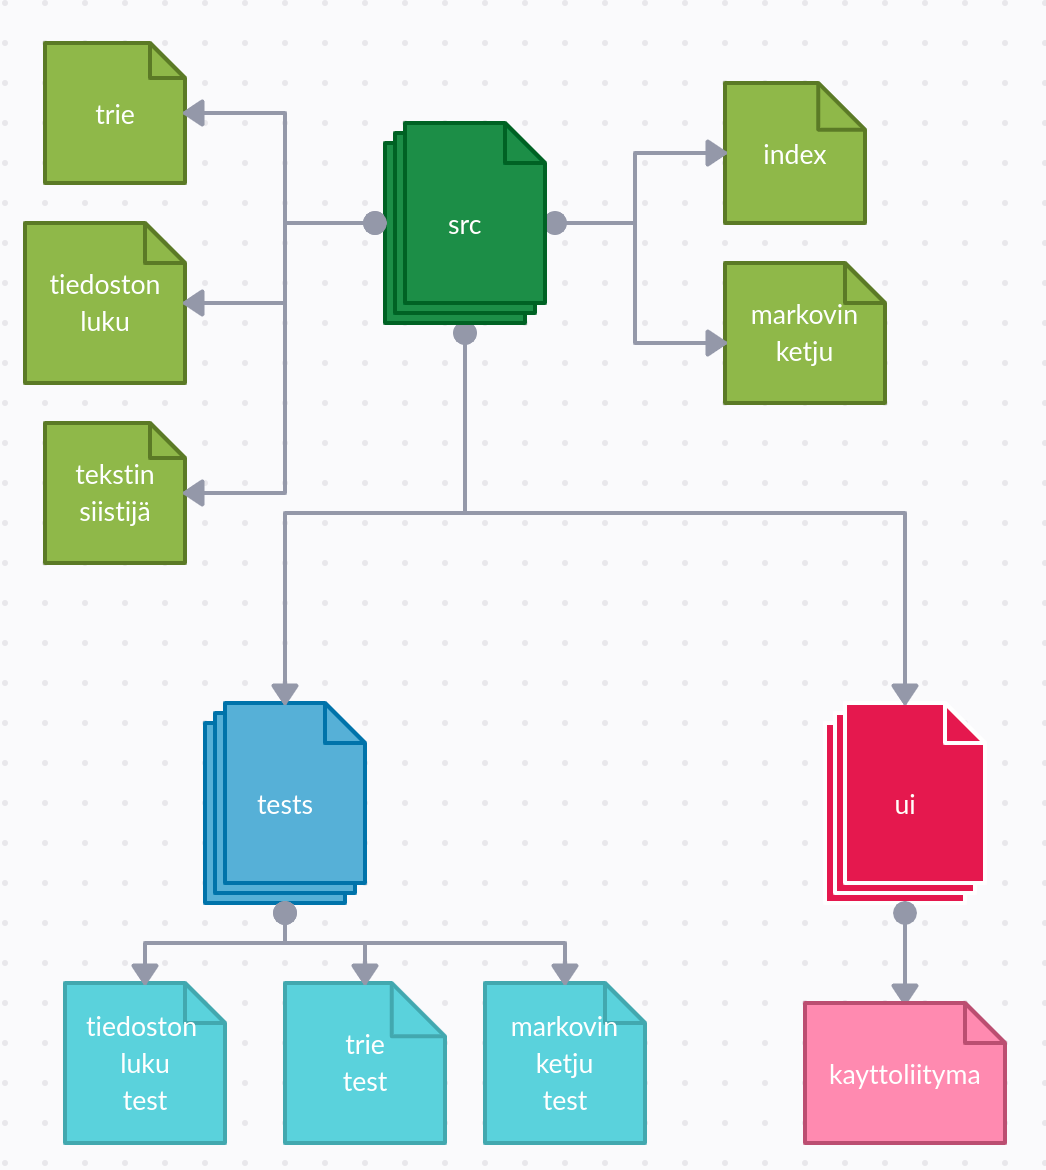 trie
src
index
tiedoston
luku
markovin
ketju
tekstin
siistijä
tests
ui
tiedoston
luku
test
trie
test
markovin
ketju
test
kayttoliityma